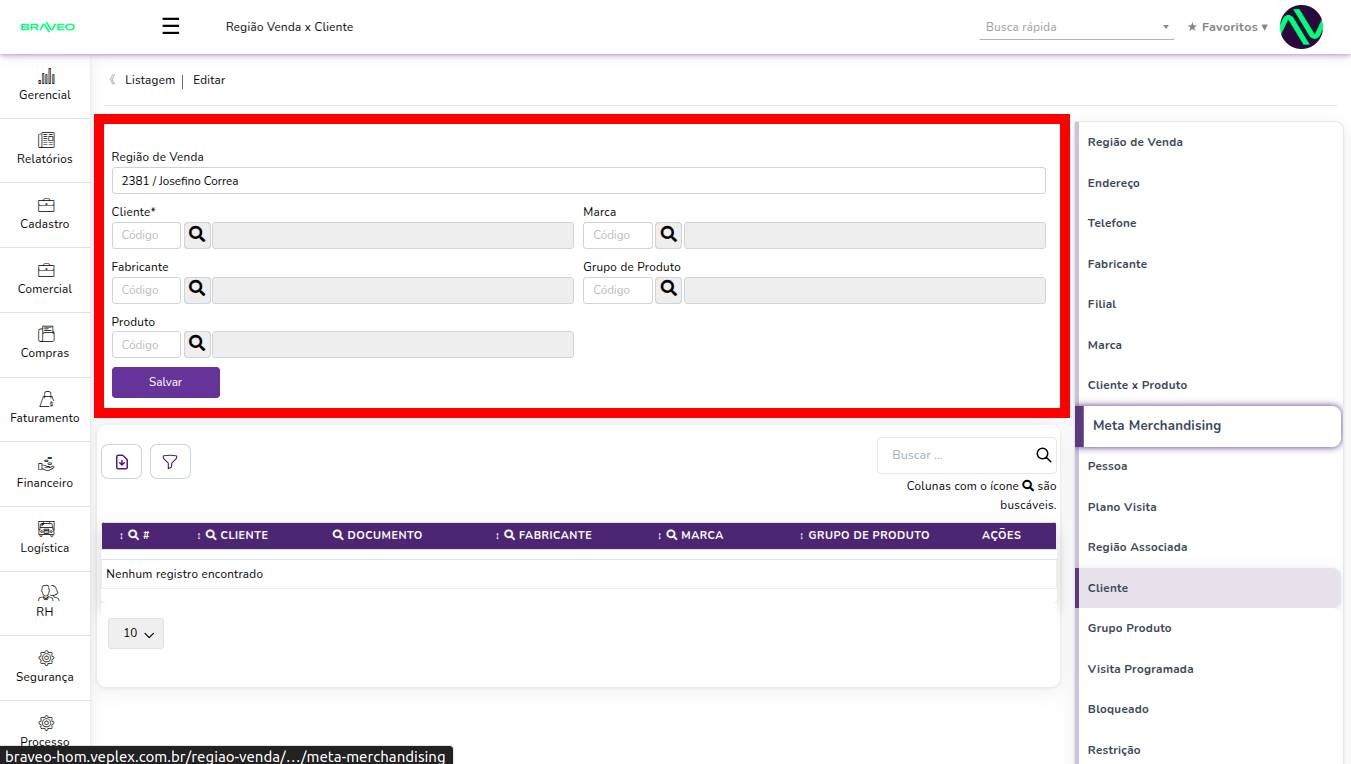 BRAVEO
☰
Região Venda x Cliente
Busca rápida
★ Favoritos ▾
Gerencial
Relatórios
Cadastro
Comercial
Compras
Faturamento
Financeiro
Logística
RH
Segurança
Processo
《 Listagem | Editar
Região de Venda
2381 / Josefino Correa
Cliente* Marca
Código Código
Fabricante Grupo de Produto
Código Código
Produto
Código
Salvar
Buscar ...
Colunas com o ícone são
buscáveis.
↕ # ↕ CLIENTE DOCUMENTO ↕ FABRICANTE ↕ MARCA ↕ GRUPO DE PRODUTO AÇÕES
Nenhum registro encontrado
10
Região de Venda
Endereço
Telefone
Fabricante
Filial
Marca
Cliente x Produto
Meta Merchandising
Pessoa
Plano Visita
Região Associada
Cliente
Grupo Produto
Visita Programada
Bloqueado
Restrição
braveo-hom.veplex.com.br/regiao-venda/.../meta-merchandising